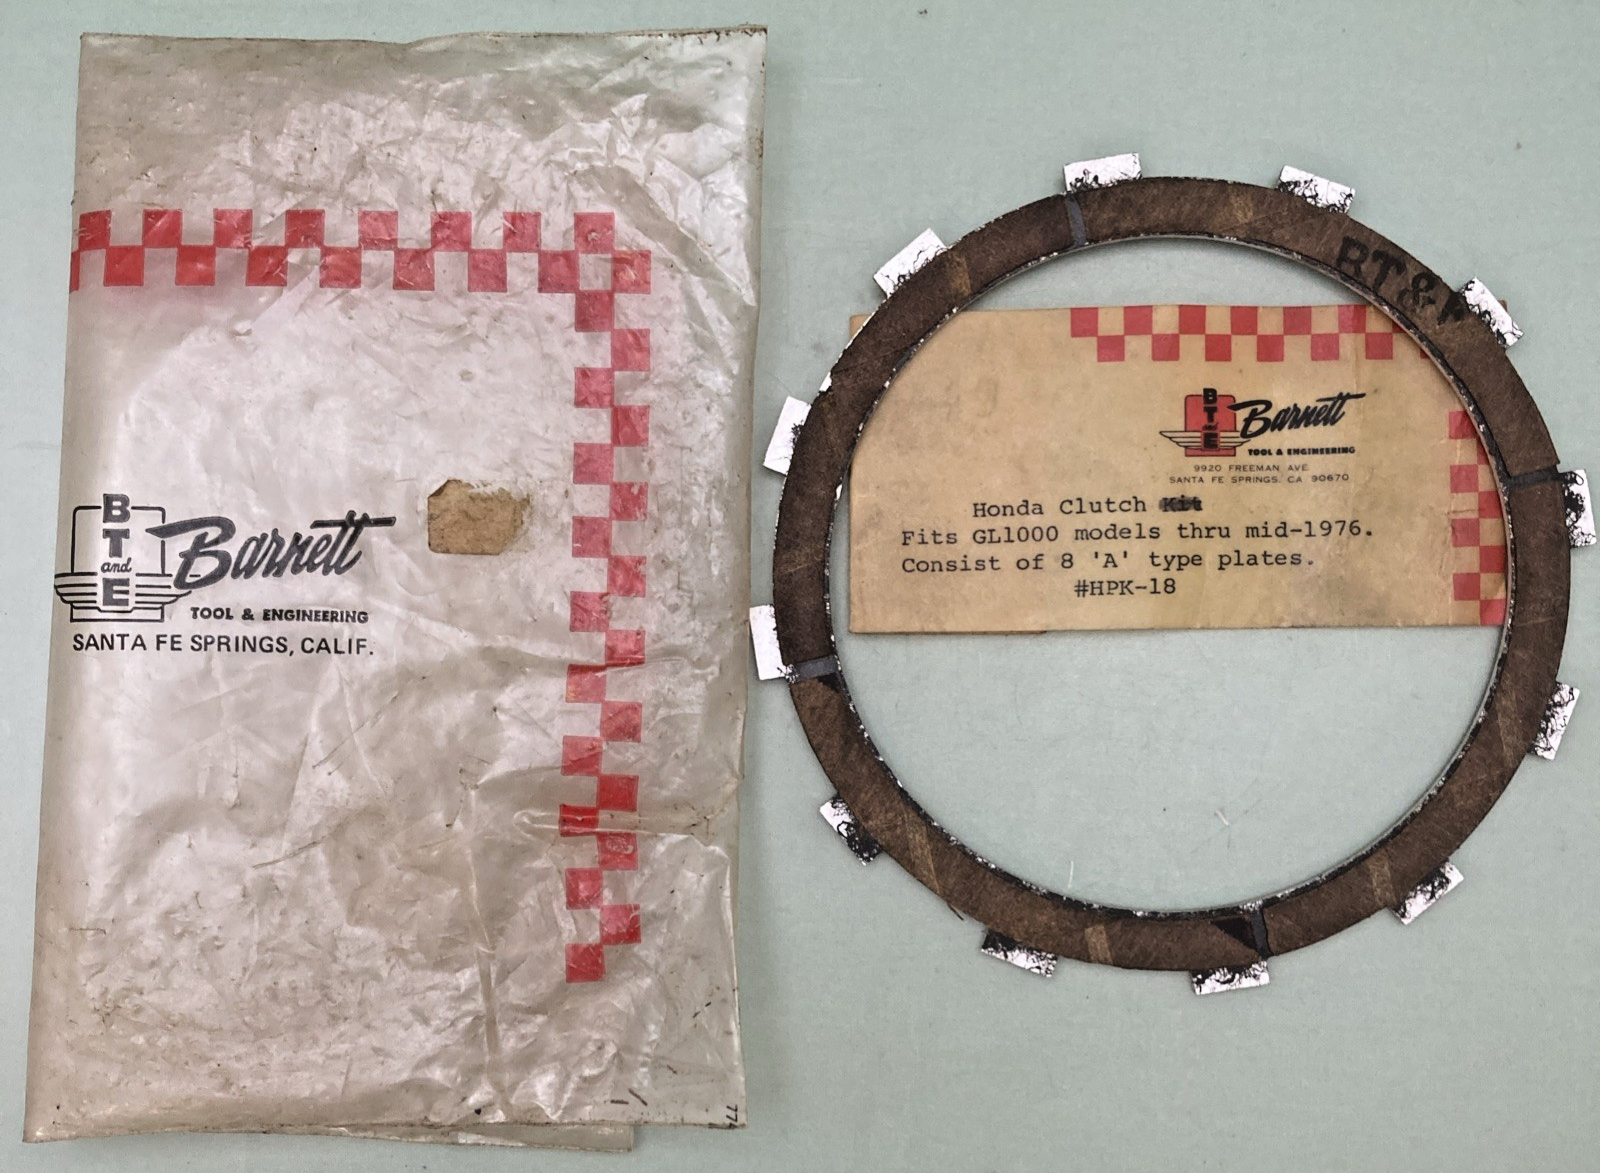 B
T
and
E
Barnett
TOOL & ENGINEERING
SANTA FE SPRINGS, CALIF.
BT&
B
T
and
E
Barnett
TOOL & ENGINEERING
9920 FREEMAN AVE
SANTA FE SPRINGS, CA 90670
Honda Clutch Kit
Fits GL1000 models thru mid-1976.
Consist of 8 'A' type plates.
#HPK-18